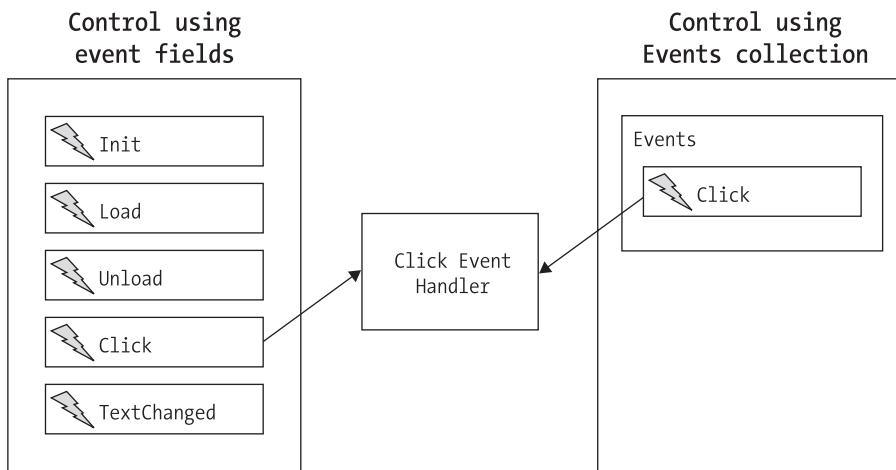 Control using
event fields
Init
Load
Unload
Click
TextChanged
Click Event
Handler
Control using
Events collection
Events
Click